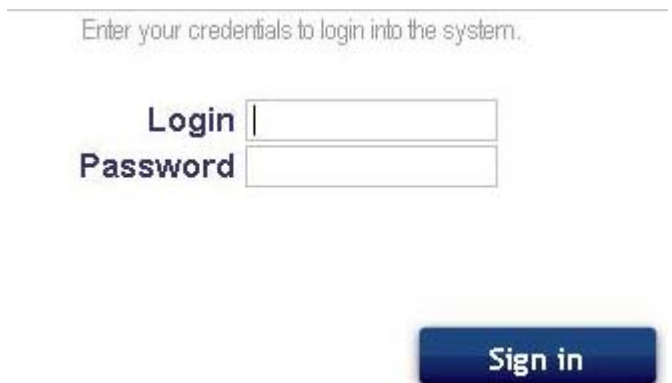 Enter your credentials to login into the system.
Login
Password
Sign in